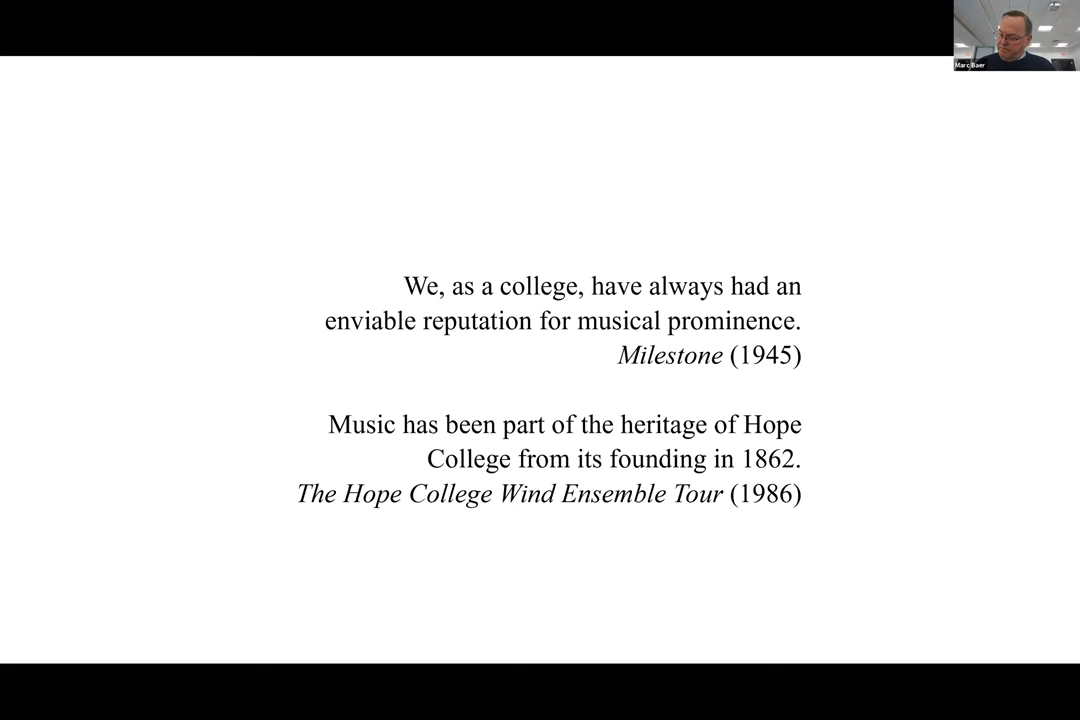 Marc Baer
We, as a college, have always had an
enviable reputation for musical prominence.
Milestone (1945)
Music has been part of the heritage of Hope
College from its founding in 1862.
The Hope College Wind Ensemble Tour (1986)